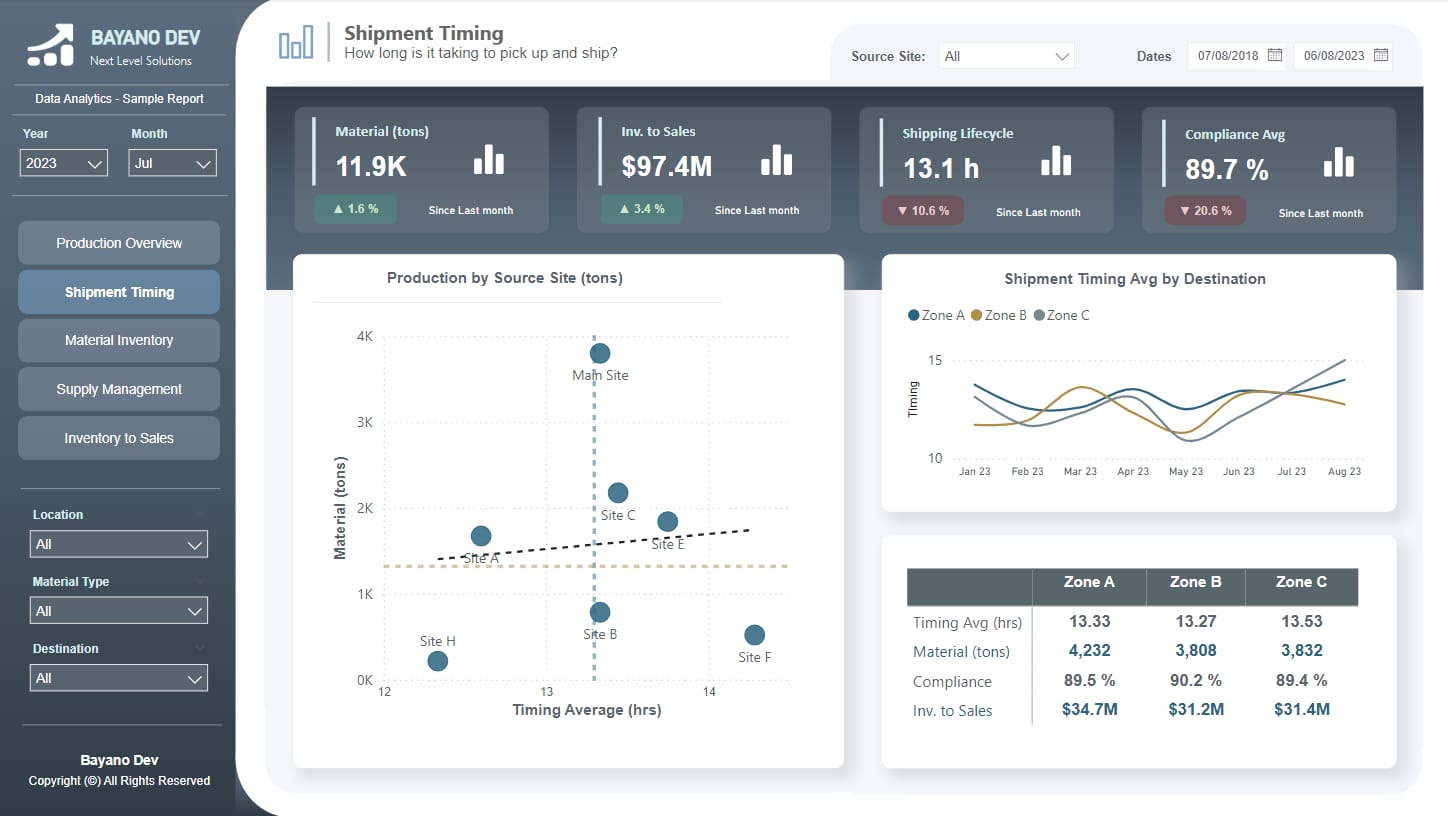 BAYANO DEV
Next Level Solutions
Data Analytics - Sample Report
Year
Month
2023
Jul
Production Overview
Shipment Timing
Material Inventory
Supply Management
Inventory to Sales
Location
All
Material Type
All
Destination
All
Bayano Dev
Copyright (©) All Rights Reserved
Shipment Timing
How long is it taking to pick up and ship?
Source Site:
All
Dates
07/08/2018
06/08/2023
Material (tons)
11.9K
▲ 1.6 %
Since Last month
Inv. to Sales
$97.4M
▲ 3.4 %
Since Last month
Shipping Lifecycle
13.1 h
▼ 10.6 %
Since Last month
Compliance Avg
89.7 %
▼ 20.6 %
Since Last month
Production by Source Site (tons)
Material (tons)
4K
3K
2K
1K
0K
Main Site
Site C
Site E
Site A
Site B
Site H
Site F
12
13
14
Timing Average (hrs)
Shipment Timing Avg by Destination
Zone A
Zone B
Zone C
Timing
15
10
Jan 23
Feb 23
Mar 23
Apr 23
May 23
Jun 23
Jul 23
Aug 23
Zone A Zone B Zone C
Timing Avg (hrs) 13.33 13.27 13.53
Material (tons) 4,232 3,808 3,832
Compliance 89.5 % 90.2 % 89.4 %
Inv. to Sales $34.7M $31.2M $31.4M